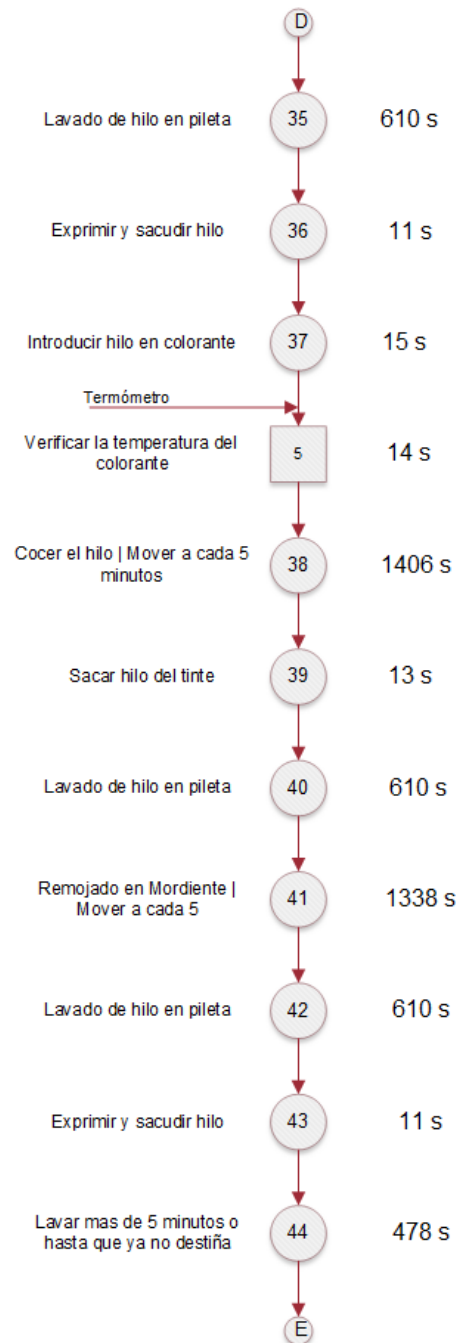 D
Lavado de hilo en pileta 35 610 s
Exprimir y sacudir hilo 36 11 s
Introducir hilo en colorante 37 15 s
Termómetro
Verificar la temperatura del
colorante 5 14 s
Cocer el hilo | Mover a cada 5
minutos 38 1406 s
Sacar hilo del tinte 39 13 s
Lavado de hilo en pileta 40 610 s
Remojado en Mordiente |
Mover a cada 5 41 1338 s
Lavado de hilo en pileta 42 610 s
Exprimir y sacudir hilo 43 11 s
Lavar mas de 5 minutos o
hasta que ya no destiña 44 478 s
E